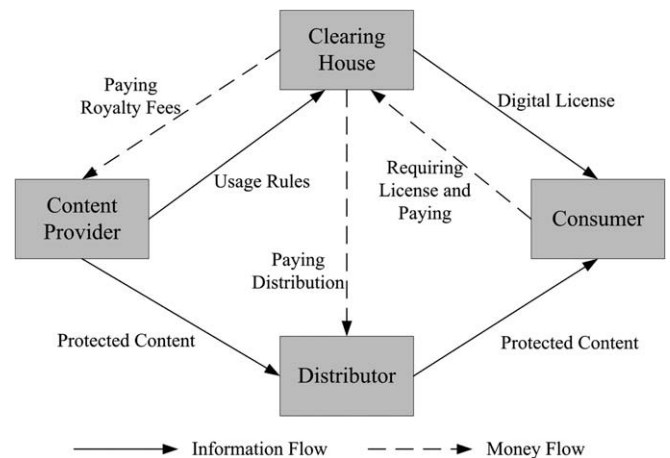 Clearing
House
Paying
Royalty Fees
Digital License
Usage Rules
Requiring
License and
Paying
Content
Provider
Consumer
Paying
Distribution
Protected Content
Distributor
Protected Content
Information Flow
Money Flow